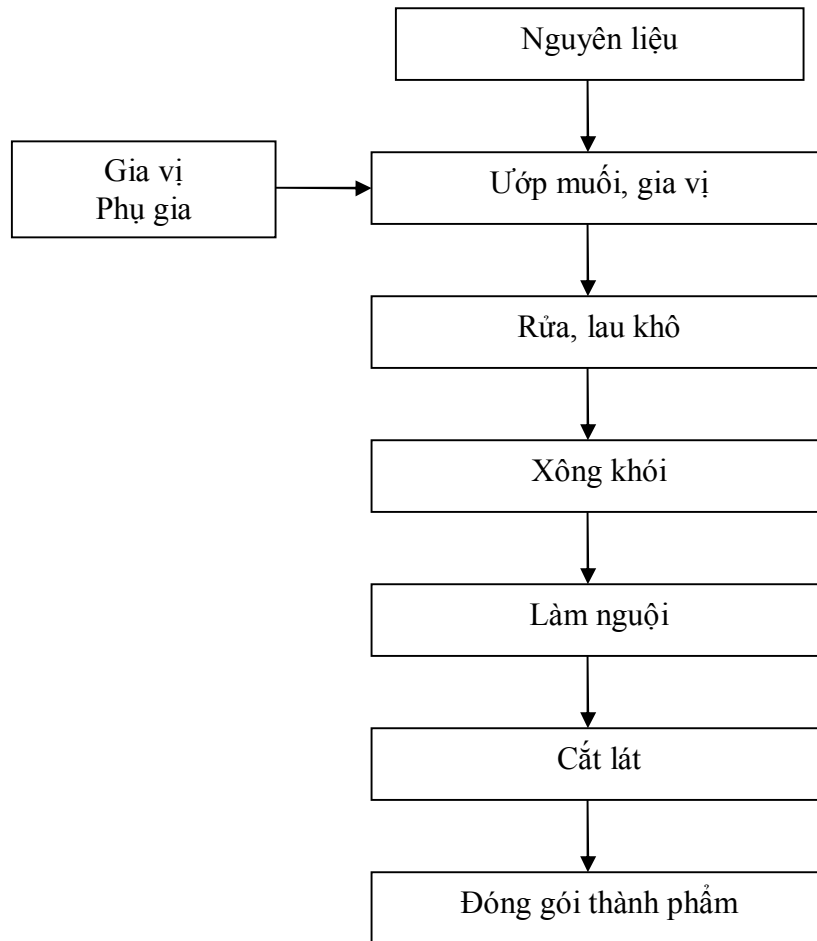 Nguyên liệu
Gia vị
Phụ gia
Ướp muối, gia vị
Rửa, lau khô
Xông khói
Làm nguội
Cắt lát
Đóng gói thành phẩm